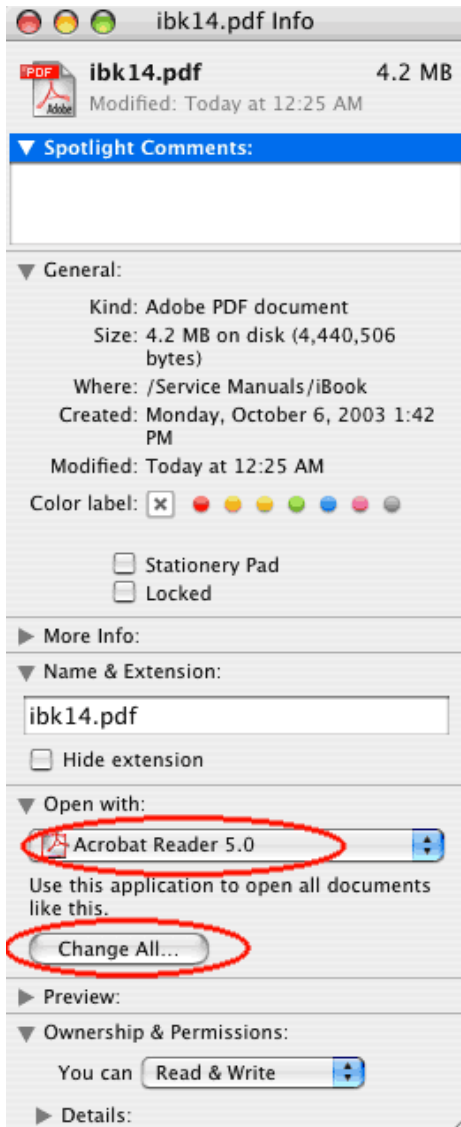 ibk14.pdf Info
PDF
Adobe
ibk14.pdf 4.2 MB
Modified: Today at 12:25 AM
Spotlight Comments:
General:
Kind: Adobe PDF document
Size: 4.2 MB on disk (4,440,506
bytes)
Where: /Service Manuals/iBook
Created: Monday, October 6, 2003 1:42
PM
Modified: Today at 12:25 AM
Color label:
Stationery Pad
Locked
More Info:
Name & Extension:
ibk14.pdf
Hide extension
Open with:
Acrobat Reader 5.0
Use this application to open all documents
like this.
Change All...
Preview:
Ownership & Permissions:
You can Read & Write
Details: